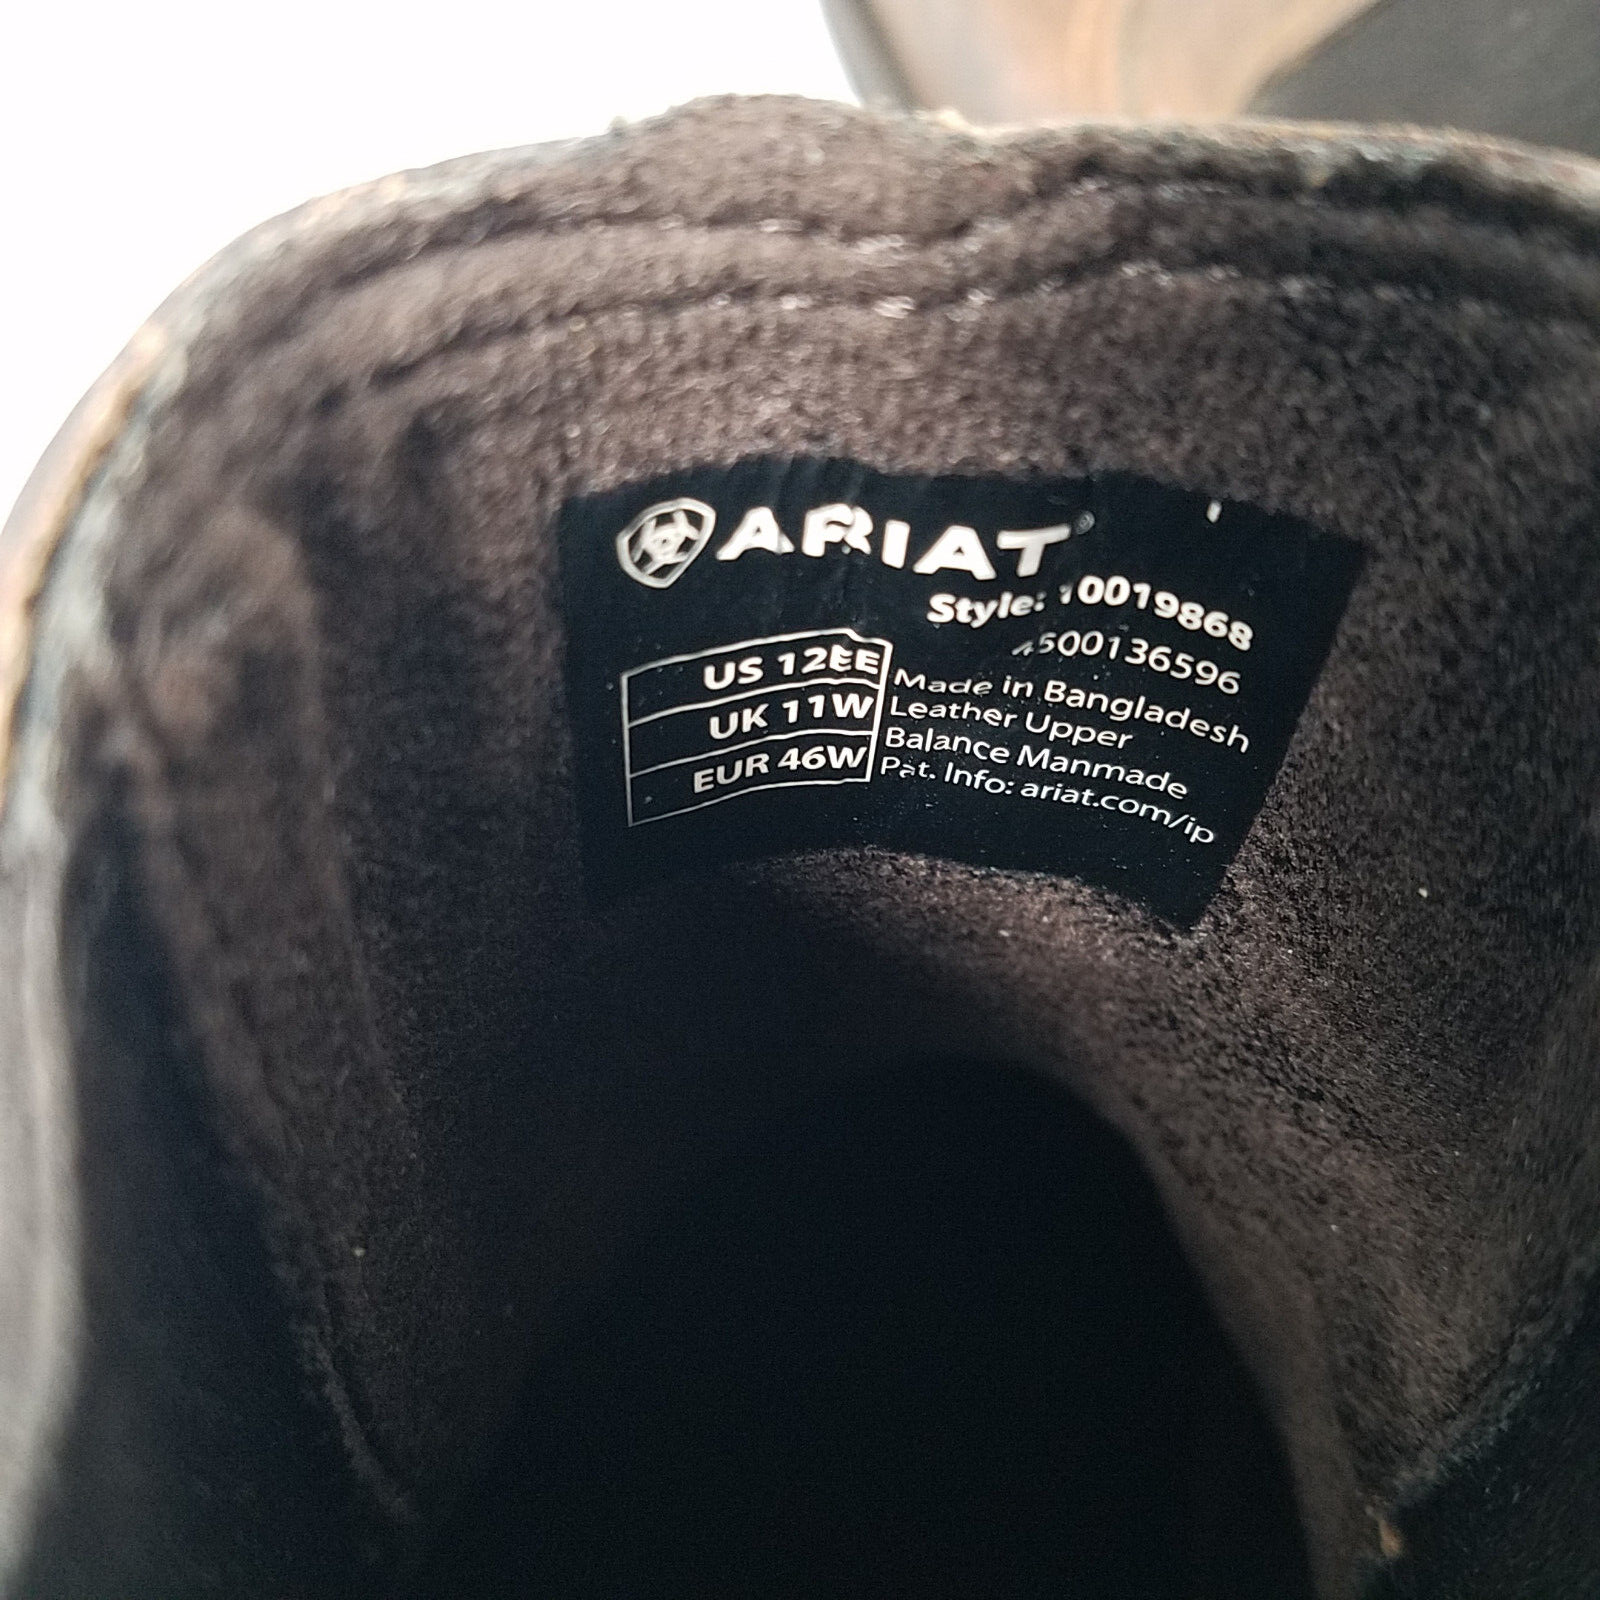 ARIAT
Style: 10019868
4500136596
US 12EE
UK 11W
EUR 46W
Made in Bangladesh
Leather Upper
Balance Manmade
Pat. Info: ariat.com/ip